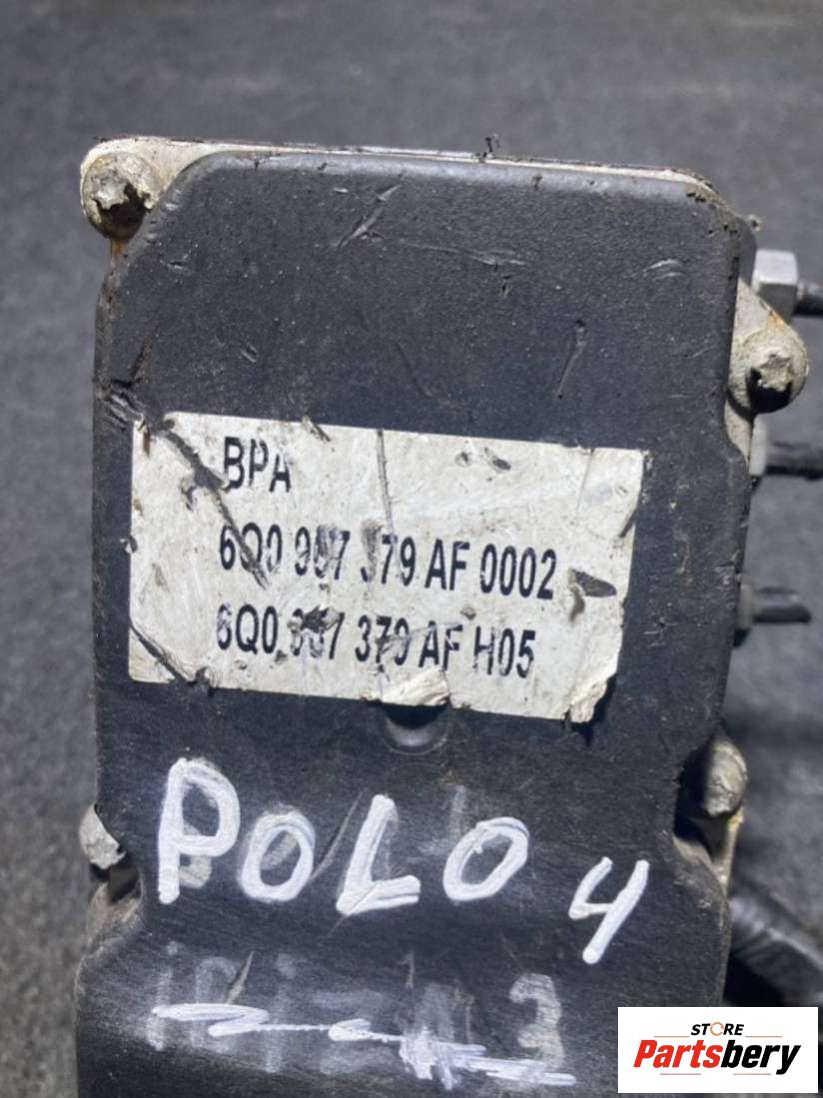 BPA
6Q0 907 379 AF 0002
6Q0 907 379 AF H05
POLO 4
STORE
Partsbery